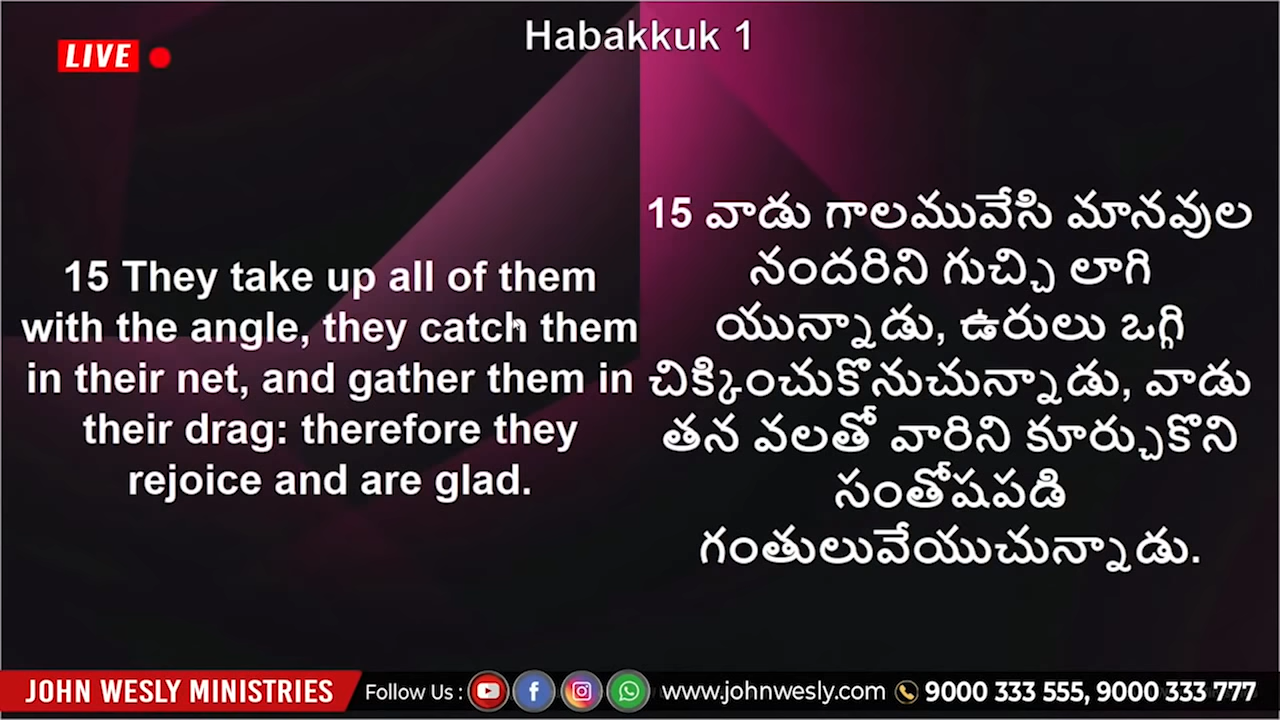 Habakkuk 1
LIVE
15 They take up all of them
with the angle, they catch them
in their net, and gather them in
their drag: therefore they
rejoice and are glad.
15 వాడు గాలమువేసి మానవుల
నందరిని గుచ్చి లాగి
యున్నాడు, ఉరులు ఒగ్గి
చిక్కించుకొనుచున్నాడు, వాడు
తన వలతో వారిని కూర్చుకొని
సంతోషపడి
గంతులువేయుచున్నాడు.
JOHN WESLY MINISTRIES Follow Us : www.johnwesly.com 9000 333 555, 9000 333 777